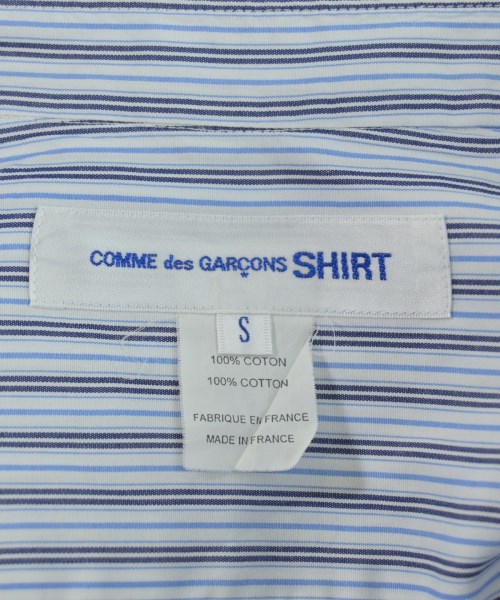 COMME des GARÇONS SHIRT
S
100% COTON
100% COTTON
FABRIQUE EN FRANCE
MADE IN FRANCE